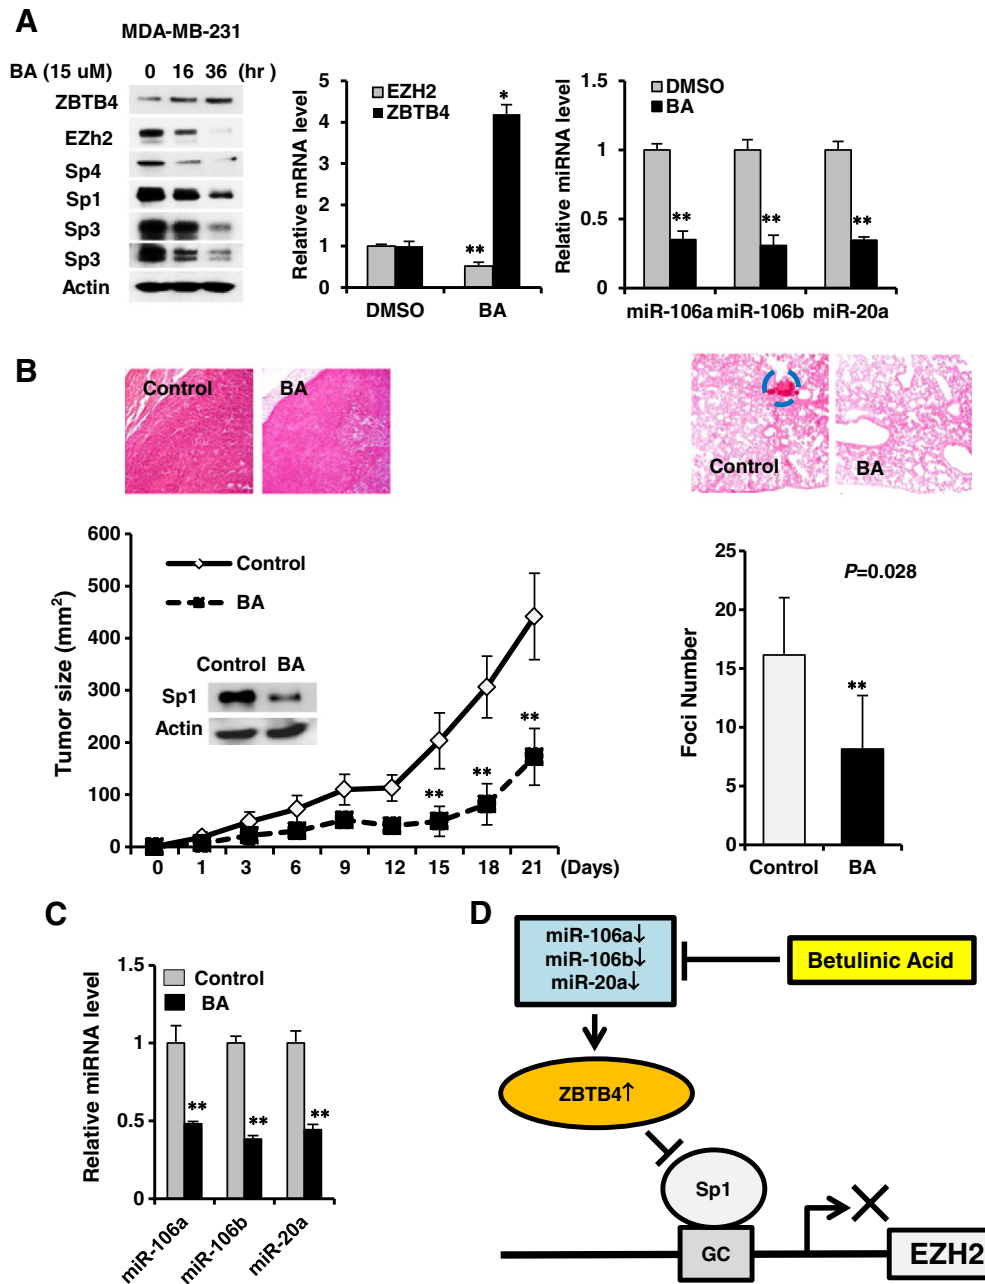 A
MDA-MB-231
BA (15 uM) 0 16 36 (hr )
ZBTB4
EZh2
Sp4
Sp1
Sp3
Sp3
Actin
Relative mRNA level
5
4
3
2
1
0
EZH2
ZBTB4
*
**
DMSO BA
Relative miRNA level
1.5
1
0.5
0
DMSO
BA
** ** **
miR-106a miR-106b miR-20a
B
Control BA
Control BA
Tumor size (mm2)
600
500
400
300
200
100
0
Control
BA
Control BA
Sp1
Actin
**
**
**
0 1 3 6 9 12 15 18 21 (Days)
Foci Number
25
20
15
10
5
0
P=0.028
**
Control BA
C
Relative miRNA level
1.5
1
0.5
0
Control
BA
** ** **
miR-106a miR-106b miR-20a
D
miR-106a↓
miR-106b↓
miR-20a↓
Betulinic Acid
ZBTB4↑
Sp1
GC
EZH2